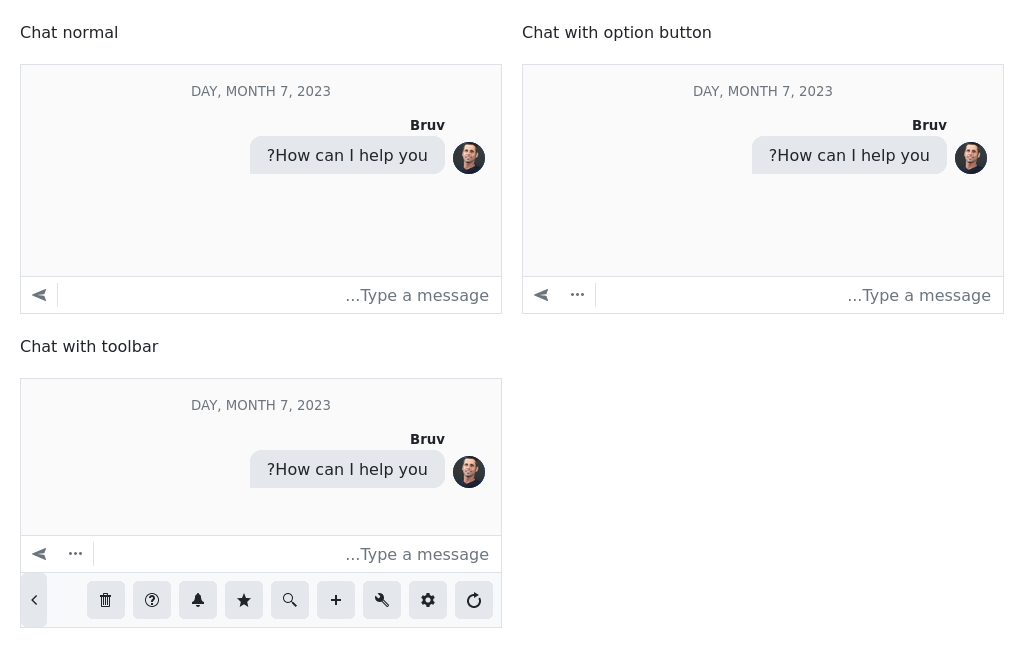 Chat normal
DAY, MONTH 7, 2023
Bruv
?How can I help you
...Type a message
Chat with option button
DAY, MONTH 7, 2023
Bruv
?How can I help you
...Type a message
Chat with toolbar
DAY, MONTH 7, 2023
Bruv
?How can I help you
...Type a message